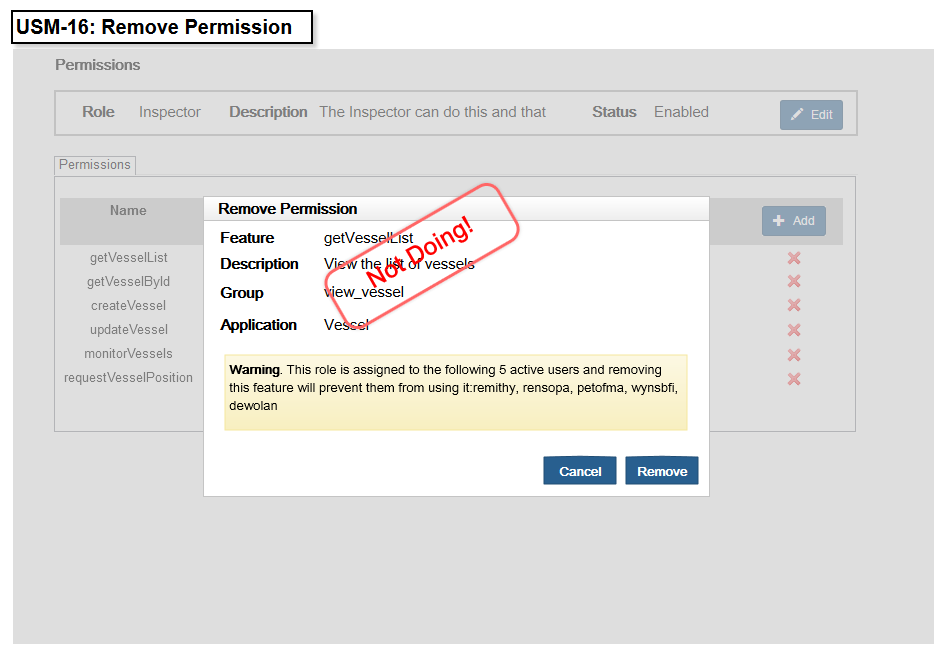 USM-16: Remove Permission
Permissions
Role Inspector Description The Inspector can do this and that Status Enabled Edit
Permissions
Name Add
getVesselList
getVesselById
createVessel
updateVessel
monitorVessels
requestVesselPosition
Remove Permission
Feature getVesselList
Description View the list of vessels
Group view_vessel
Application Vessel
Not Doing!
Warning. This role is assigned to the following 5 active users and removing
this feature will prevent them from using it:remithy, rensopa, petofma, wynsbfi,
dewolan
Cancel Remove